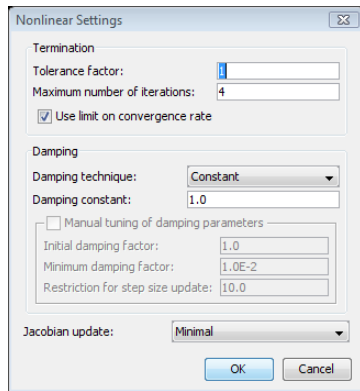 Nonlinear Settings
Termination
Tolerance factor: 1
Maximum number of iterations: 4
Use limit on convergence rate
Damping
Damping technique: Constant
Damping constant: 1.0
Manual tuning of damping parameters
Initial damping factor: 1.0
Minimum damping factor: 1.0E-2
Restriction for step size update: 10.0
Jacobian update: Minimal
OK Cancel